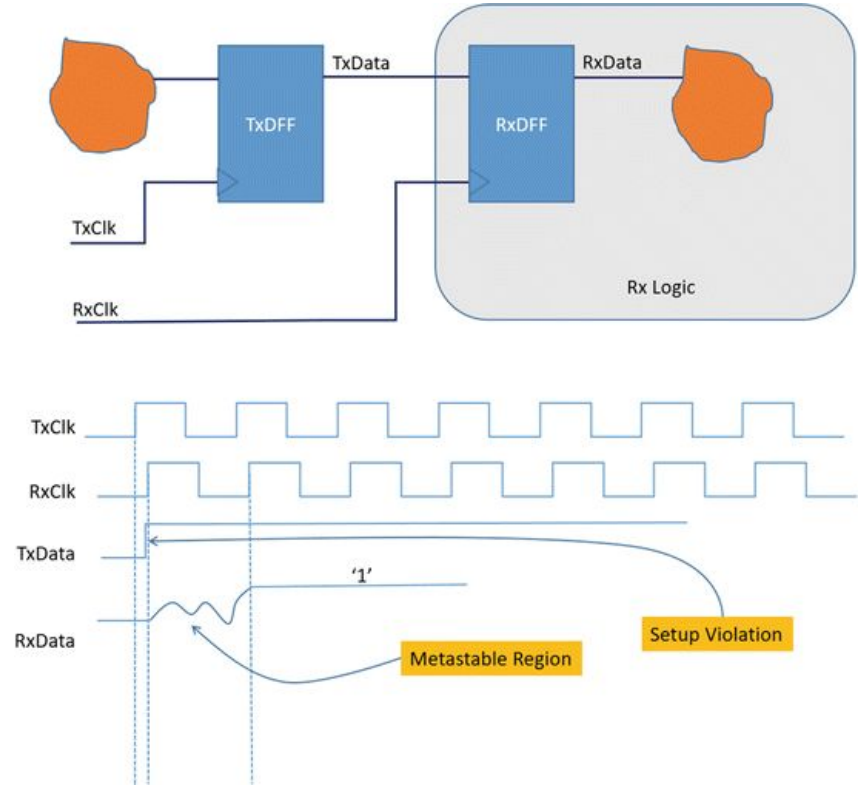 TxData
RxData
TxDFF
RxDFF
TxClk
RxClk
Rx Logic
TxClk
RxClk
TxData
'1'
RxData
Setup Violation
Metastable Region